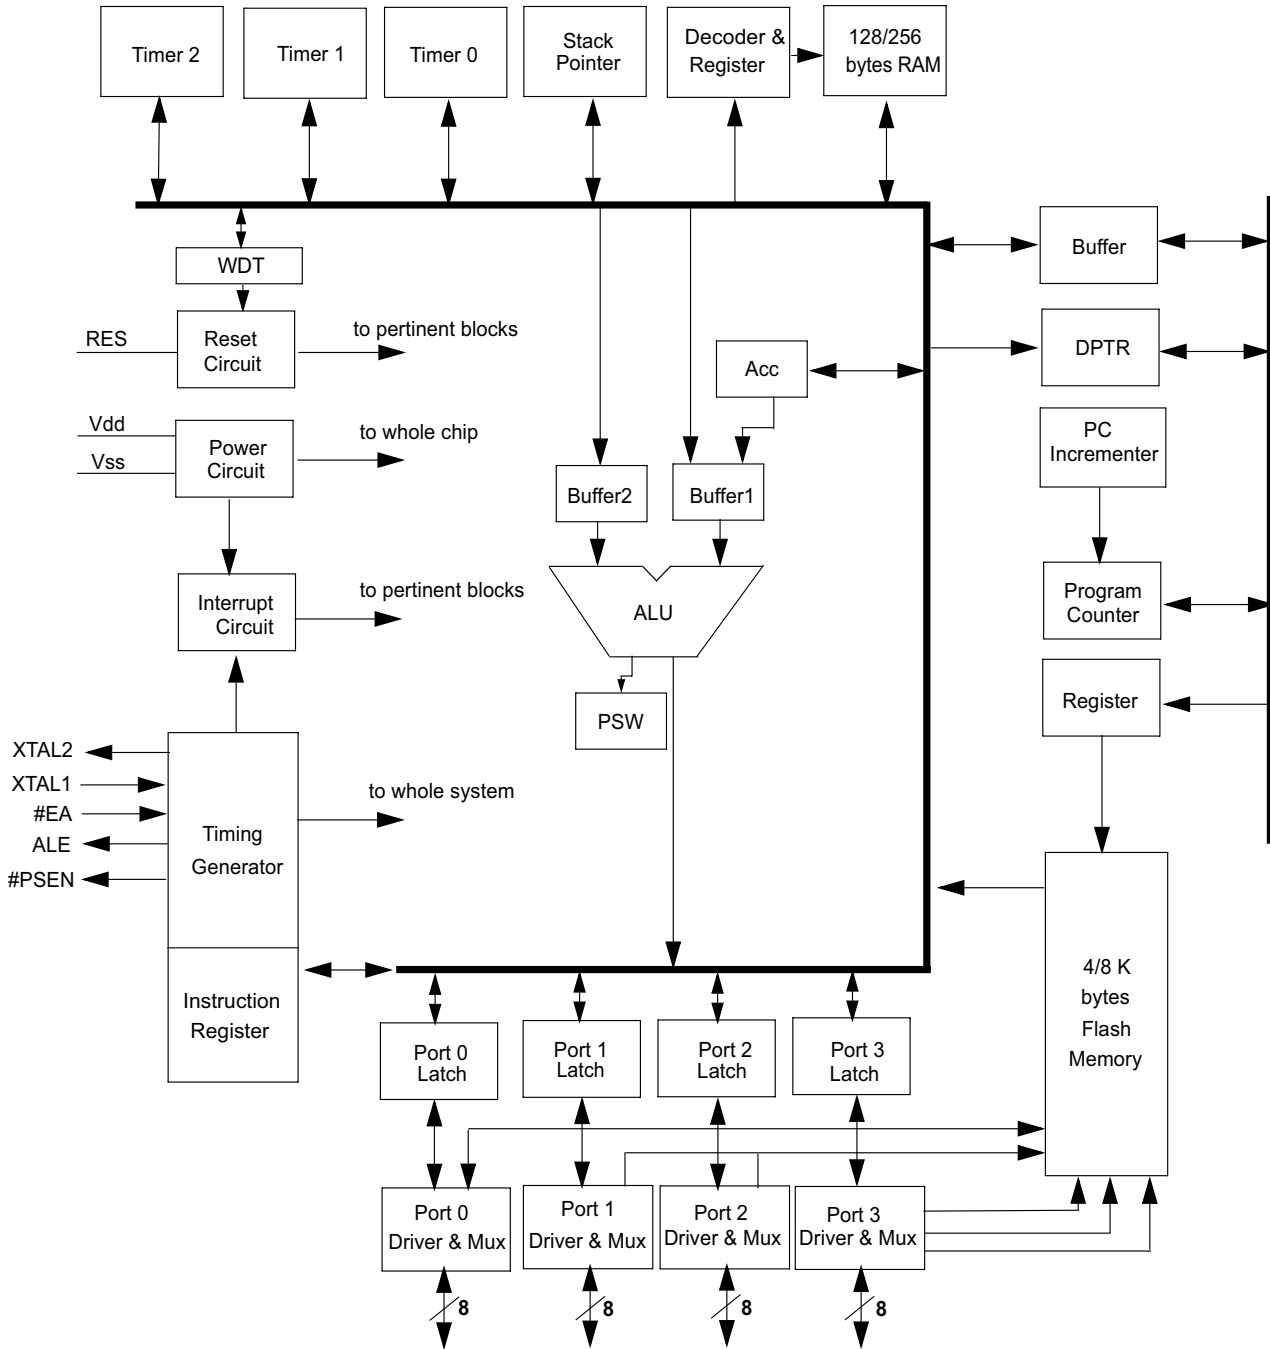 Timer 2
Timer 1
Timer 0
Stack
Pointer
Decoder &
Register
128/256
bytes RAM
WDT
RES
Reset
Circuit
to pertinent blocks
Buffer
DPTR
Acc
Vdd
Vss
Power
Circuit
to whole chip
PC
Incrementer
Buffer2
Buffer1
Interrupt
Circuit
to pertinent blocks
ALU
Program
Counter
PSW
Register
XTAL2
XTAL1
#EA
ALE
#PSEN
Timing
Generator
to whole system
Instruction
Register
4/8 K
bytes
Flash
Memory
Port 0
Latch
Port 1
Latch
Port 2
Latch
Port 3
Latch
Port 0
Driver & Mux
Port 1
Driver & Mux
Port 2
Driver & Mux
Port 3
Driver & Mux
8
8
8
8